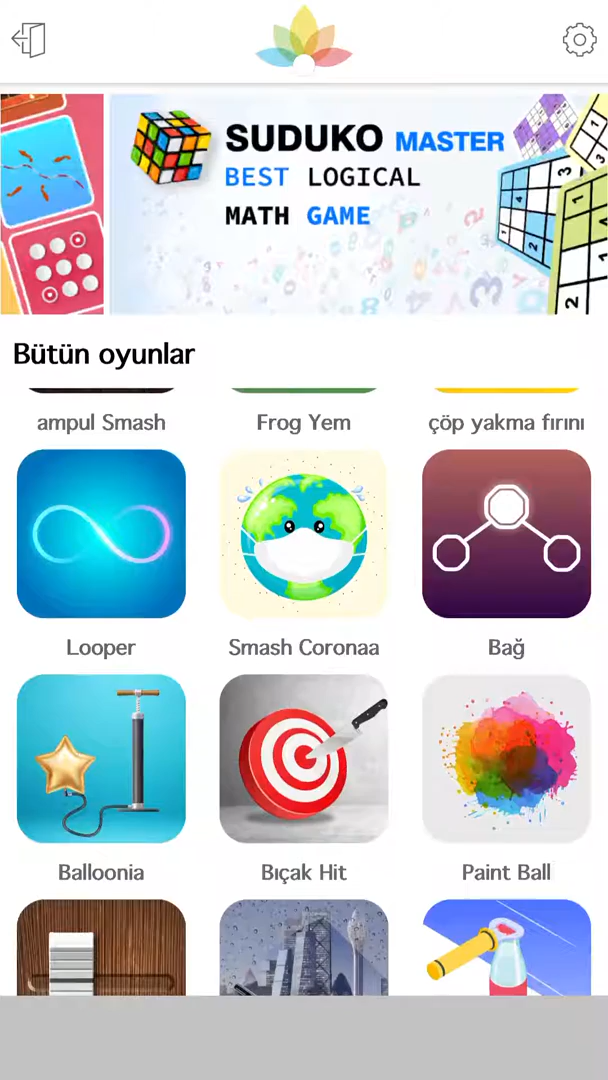 SUDUKO MASTER
BEST LOGICAL
MATH GAME
Bütün oyunlar
ampul Smash
Frog Yem
çöp yakma fırını
Looper
Smash Coronaa
Bağ
Balloonia
Bıçak Hit
Paint Ball